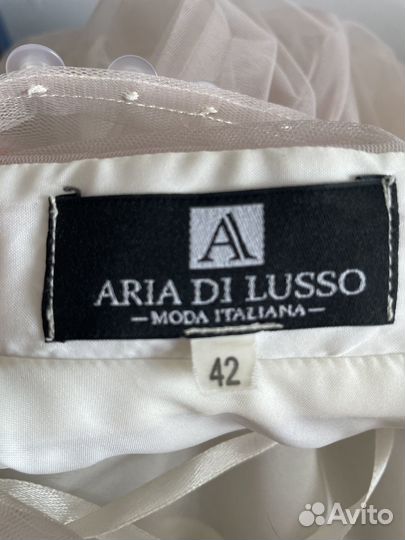 A
ARIA DI LUSSO
—MODA ITALIANA—
42
Avito